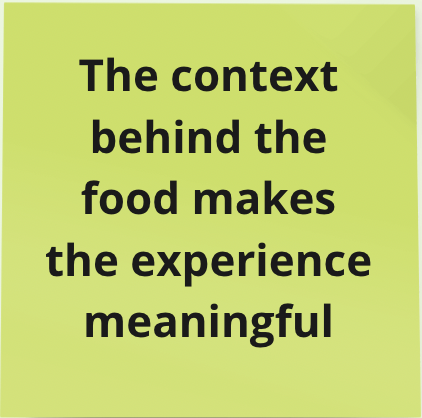 The context
behind the
food makes
the experience
meaningful